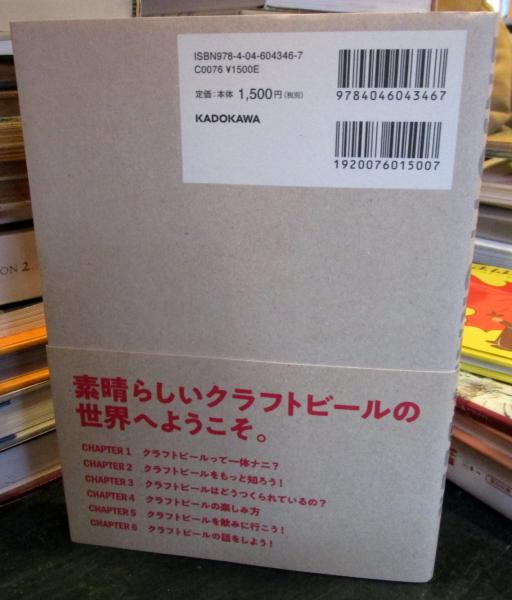 ISBN978-4-04-604346-7
C0076 ¥1500E
定価：本体 1,500円（税別）
KADOKAWA
9784046043467
1920076015007
ON 2
素晴らしいクラフトビールの
世界へようこそ。
CHAPTER 1 クラフトビールって一体ナニ？
CHAPTER 2 クラフトビールをもっと知ろう！
CHAPTER 3 クラフトビールはどうつくられているの？
CHAPTER 4 クラフトビールの楽しみ方
CHAPTER 5 クラフトビールを飲みに行こう！
CHAPTER 6 クラフトビールの話をしよう！